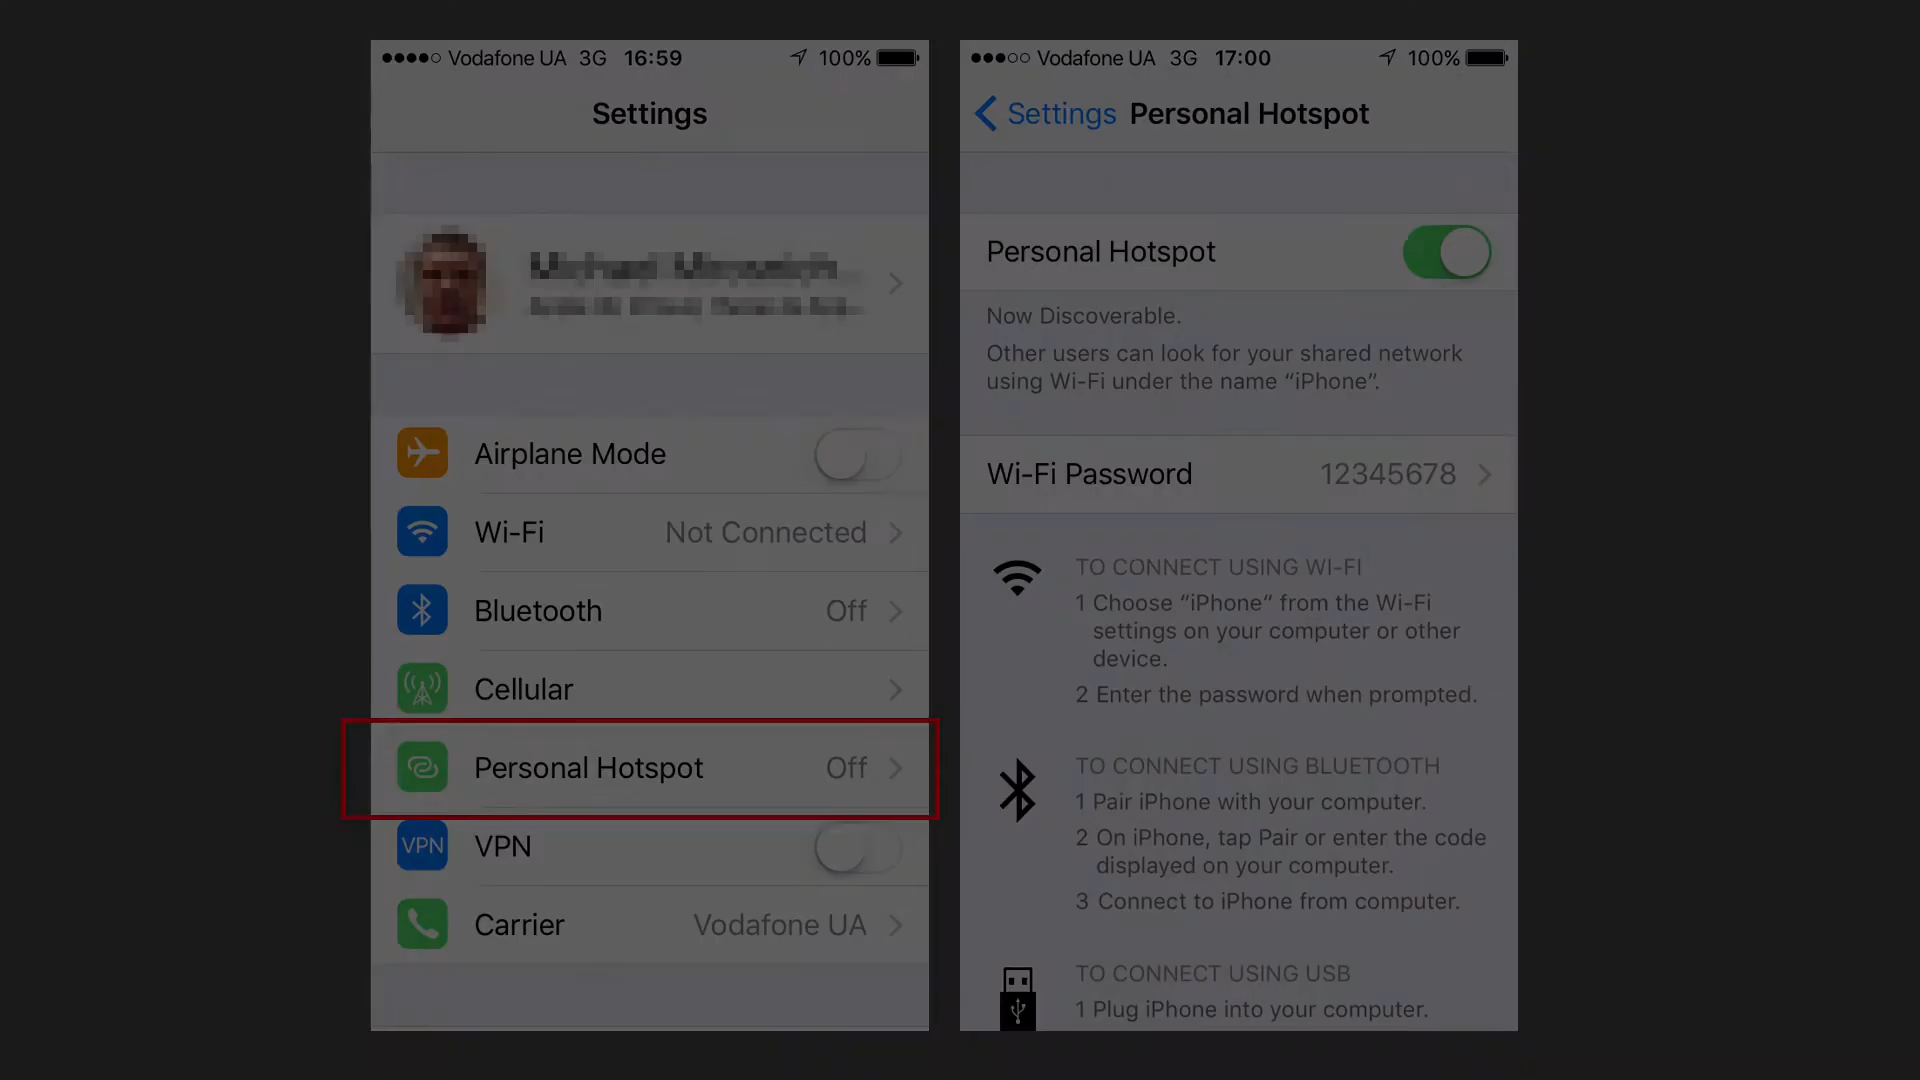 Vodafone UA 3G 16:59 100%
Settings
Airplane Mode
Wi-Fi Not Connected
Bluetooth Off
Cellular
Personal Hotspot Off
VPN VPN
Carrier Vodafone UA
Vodafone UA 3G 17:00 100%
Settings Personal Hotspot
Personal Hotspot
Now Discoverable.
Other users can look for your shared network
using Wi-Fi under the name “iPhone”.
Wi-Fi Password 12345678
TO CONNECT USING WI-FI
1 Choose “iPhone” from the Wi-Fi
settings on your computer or other
device.
2 Enter the password when prompted.
TO CONNECT USING BLUETOOTH
1 Pair iPhone with your computer.
2 On iPhone, tap Pair or enter the code
displayed on your computer.
3 Connect to iPhone from computer.
TO CONNECT USING USB
1 Plug iPhone into your computer.